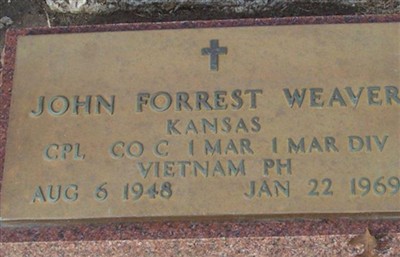 JOHN FORREST WEAVER
KANSAS
CPL CO C 1 MAR 1 MAR DIV
VIETNAM PH
AUG 6 1948 JAN 22 1969